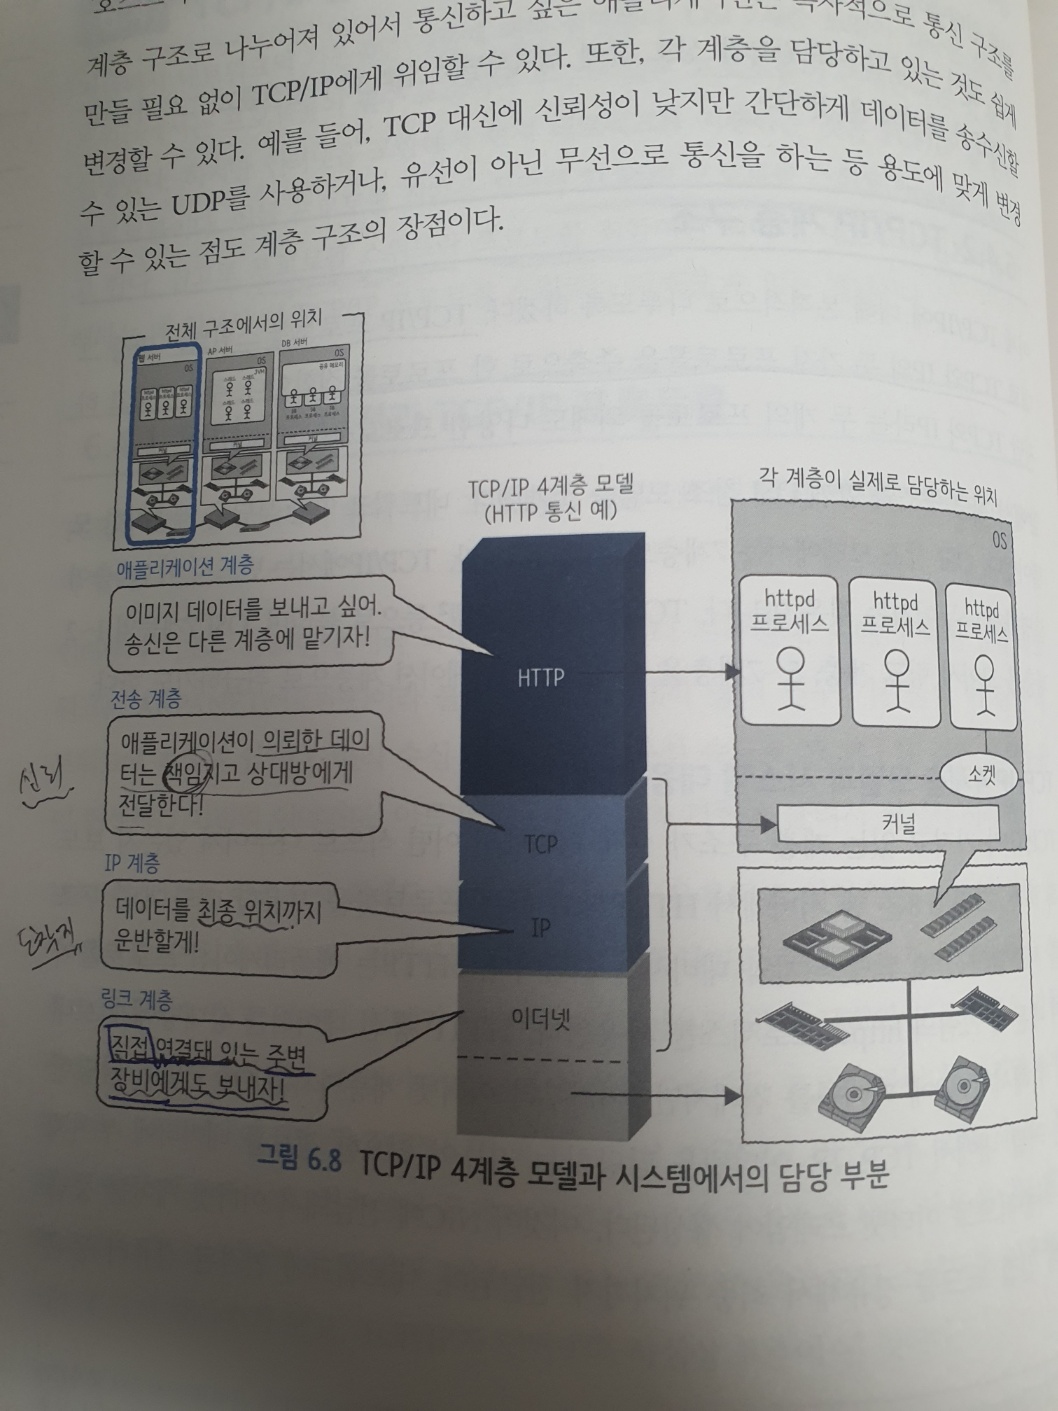 계층 구조로 나누어져 있어서 통신하고 싶은 통신 구조를
만들 필요 없이 TCP/IP에게 위임할 수 있다. 또한, 각 계층을 담당하고 있는 것도 쉽게
변경할 수 있다. 예를 들어, TCP 대신에 신뢰성이 낮지만 간단하게 데이터를 송수신할
수 있는 UDP를 사용하거나, 유선이 아닌 무선으로 통신을 하는 등 용도에 맞게 변경
할 수 있는 점도 계층 구조의 장점이다.
전체 구조에서의 위치
웹 서버
AP 서버
DB 서버
OS
OS
OS
커널
커널
커널
TCP/IP 4계층 모델
(HTTP 통신 예)
각 계층이 실제로 담당하는 위치
애플리케이션 계층
이미지 데이터를 보내고 싶어.
송신은 다른 계층에 맡기자!
HTTP
OS
httpd
프로세스
httpd
프로세스
httpd
프로세스
소켓
커널
전송 계층
애플리케이션이 의뢰한 데이
터는 책임지고 상대방에게
전달한다!
신뢰
TCP
IP 계층
데이터를 최종 위치까지
운반할게!
도착지
IP
링크 계층
직접 연결돼 있는 주변
장비에게도 보내자!
이더넷
그림 6.8 TCP/IP 4계층 모델과 시스템에서의 담당 부분